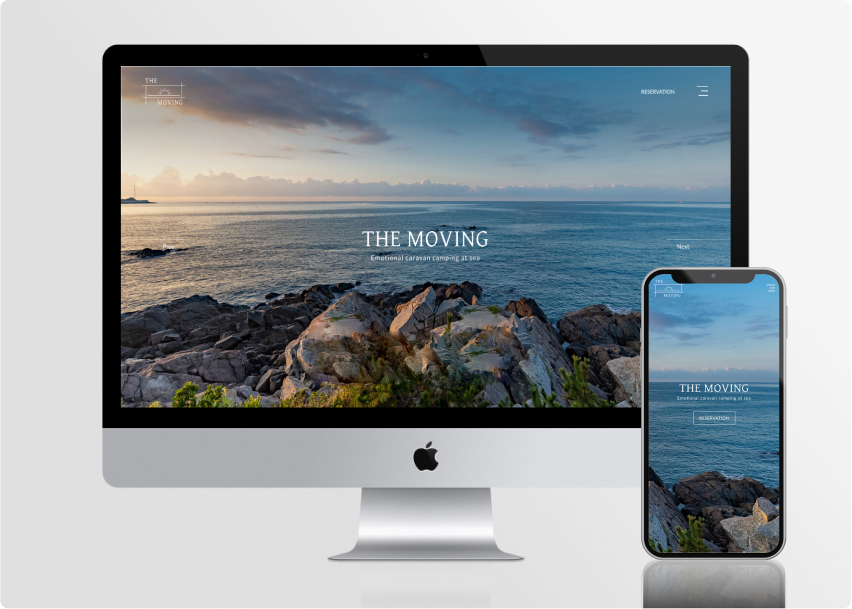 THE
MOVING
RESERVATION
Prev
THE MOVING
Emotional caravan camping at sea
Next
THE
MOVING
THE MOVING
Emotional caravan camping at sea
RESERVATION